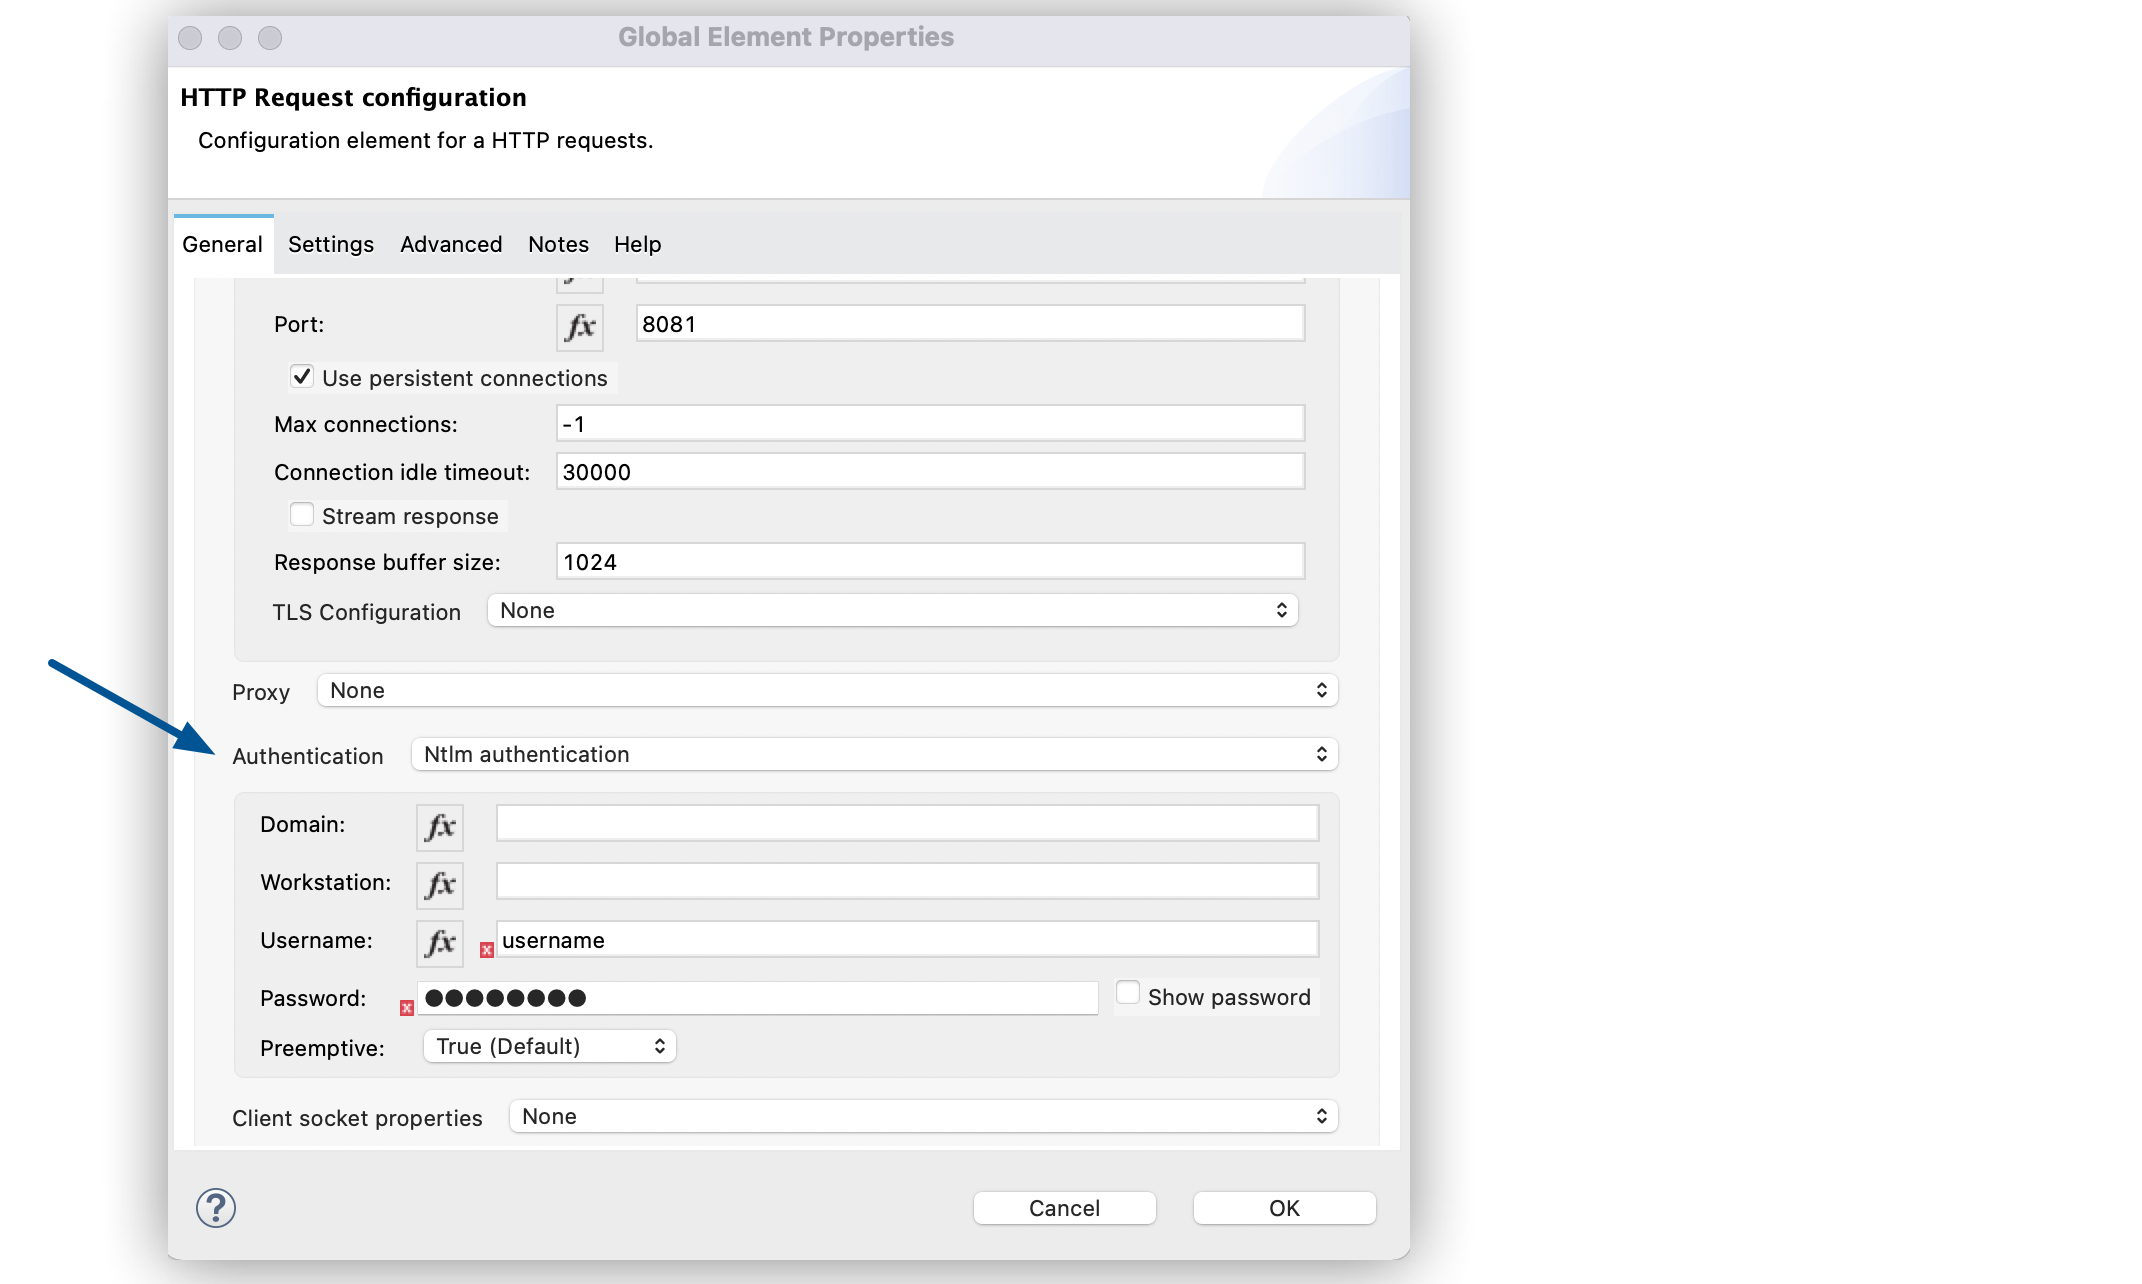 Global Element Properties
HTTP Request configuration
Configuration element for a HTTP requests.
General Settings Advanced Notes Help
fx
Port: fx 8081
Use persistent connections
Max connections: -1
Connection idle timeout: 30000
Stream response
Response buffer size: 1024
TLS Configuration None
Proxy None
Authentication Ntlm authentication
Domain: fx
Workstation: fx
Username: fx username
Password: ●●●●●●●● Show password
Preemptive: True (Default)
Client socket properties None
? Cancel OK